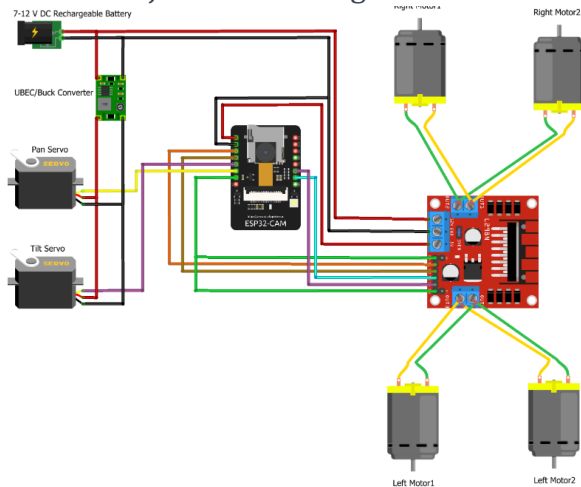 7-12 V DC Rechargeable Battery
Right Motor1
Right Motor2
UBEC/Buck Converter
Pan Servo
SERVO
ESP32-CAM
Tilt Servo
SERVO
L298N
Left Motor1
Left Motor2